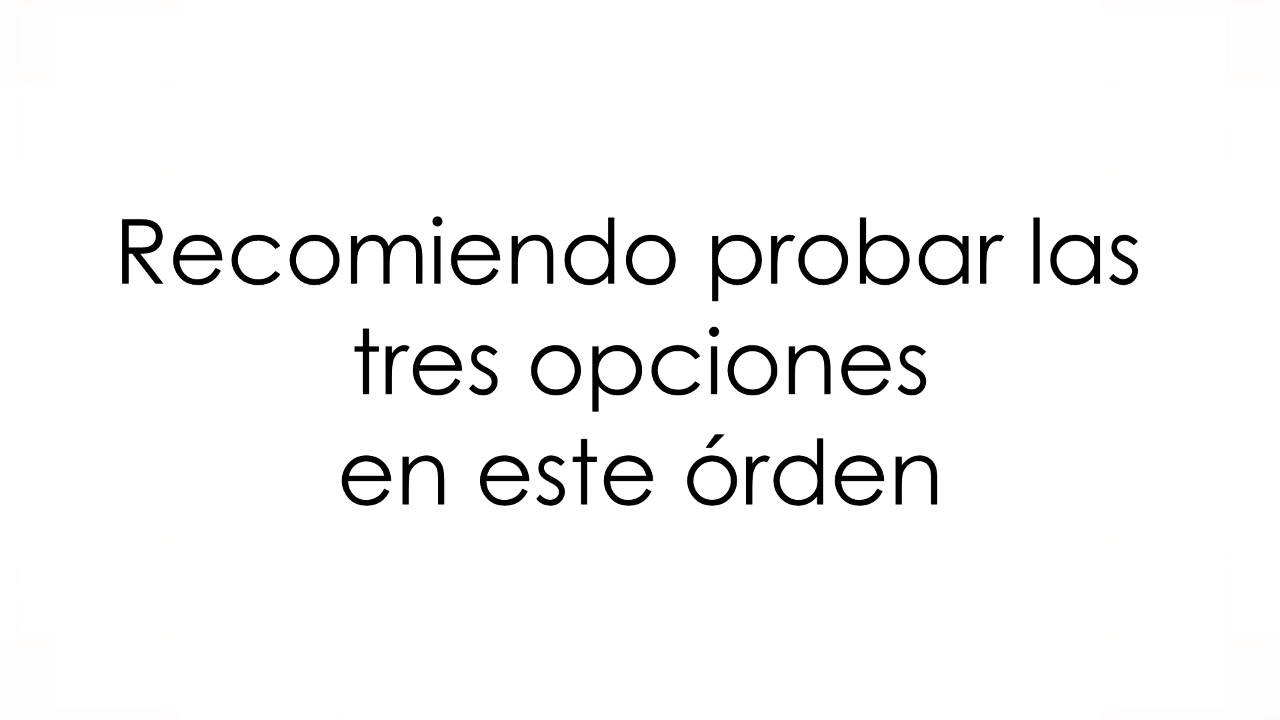 Recomiendo probar las
tres opciones
en este órden